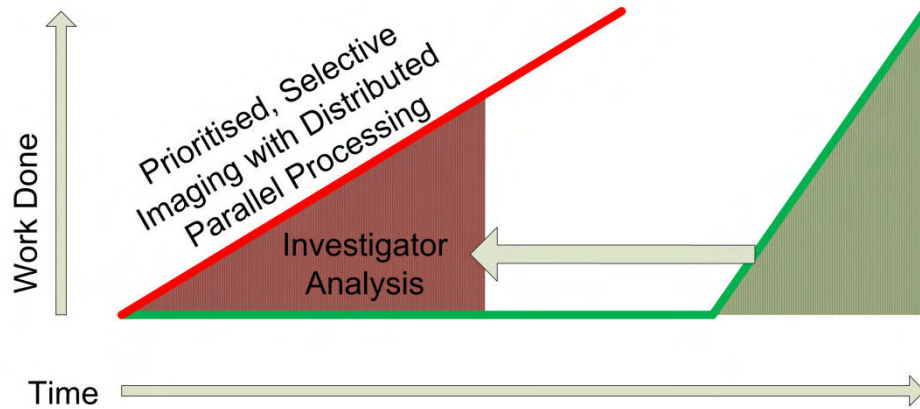 Prioritised, Selective
Imaging with Distributed
Parallel Processing
Work Done
Investigator
Analysis
Time